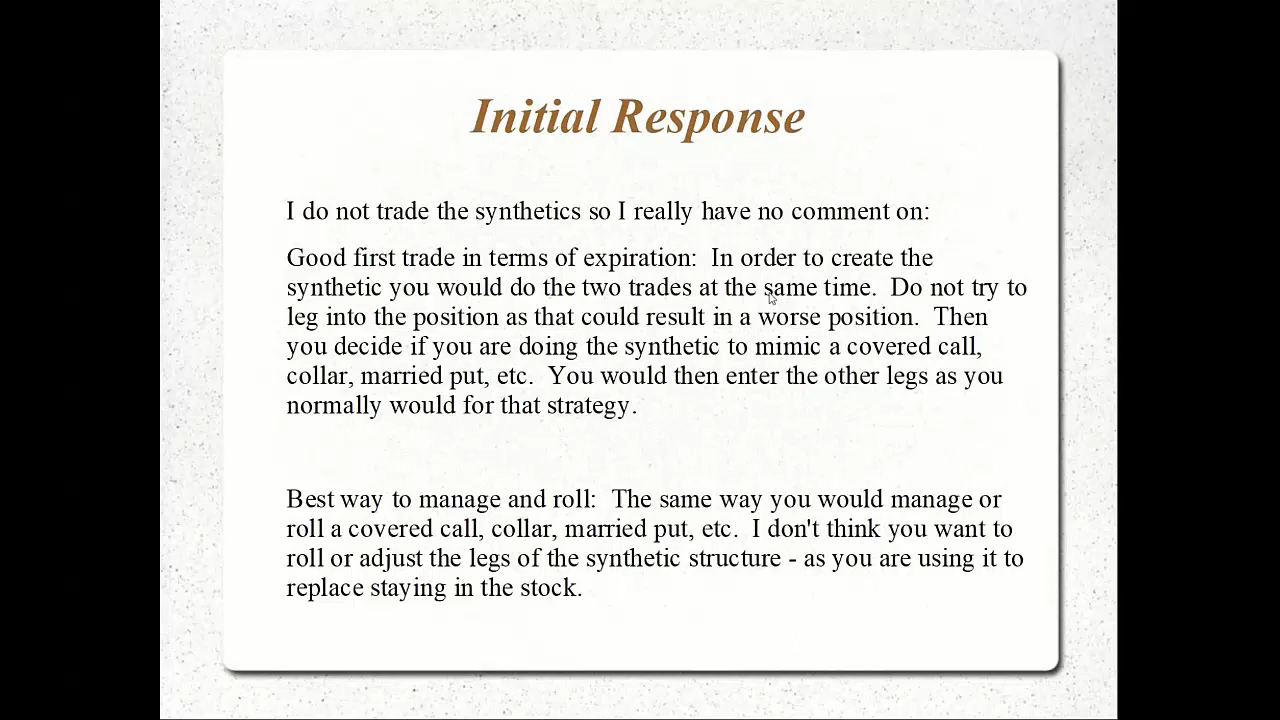 Initial Response
I do not trade the synthetics so I really have no comment on:
Good first trade in terms of expiration:  In order to create the
synthetic you would do the two trades at the same time.  Do not try to
leg into the position as that could result in a worse position.  Then
you decide if you are doing the synthetic to mimic a covered call,
collar, married put, etc.  You would then enter the other legs as you
normally would for that strategy.
Best way to manage and roll:  The same way you would manage or
roll a covered call, collar, married put, etc.  I don't think you want to
roll or adjust the legs of the synthetic structure - as you are using it to
replace staying in the stock.